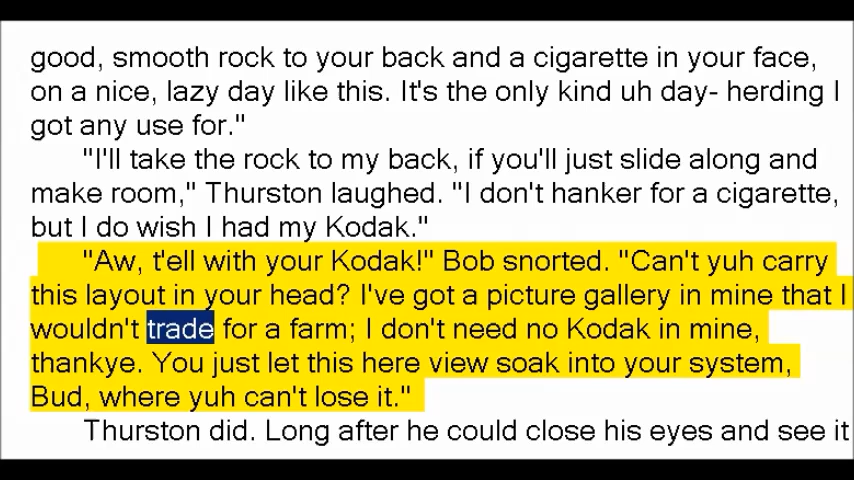 good, smooth rock to your back and a cigarette in your face,
on a nice, lazy day like this. It's the only kind uh day- herding I
got any use for."
"I'll take the rock to my back, if you'll just slide along and
make room," Thurston laughed. "I don't hanker for a cigarette,
but I do wish I had my Kodak."
"Aw, t'ell with your Kodak!" Bob snorted. "Can't yuh carry
this layout in your head? I've got a picture gallery in mine that I
wouldn't trade for a farm; I don't need no Kodak in mine,
thankye. You just let this here view soak into your system,
Bud, where yuh can't lose it."
Thurston did. Long after he could close his eyes and see it